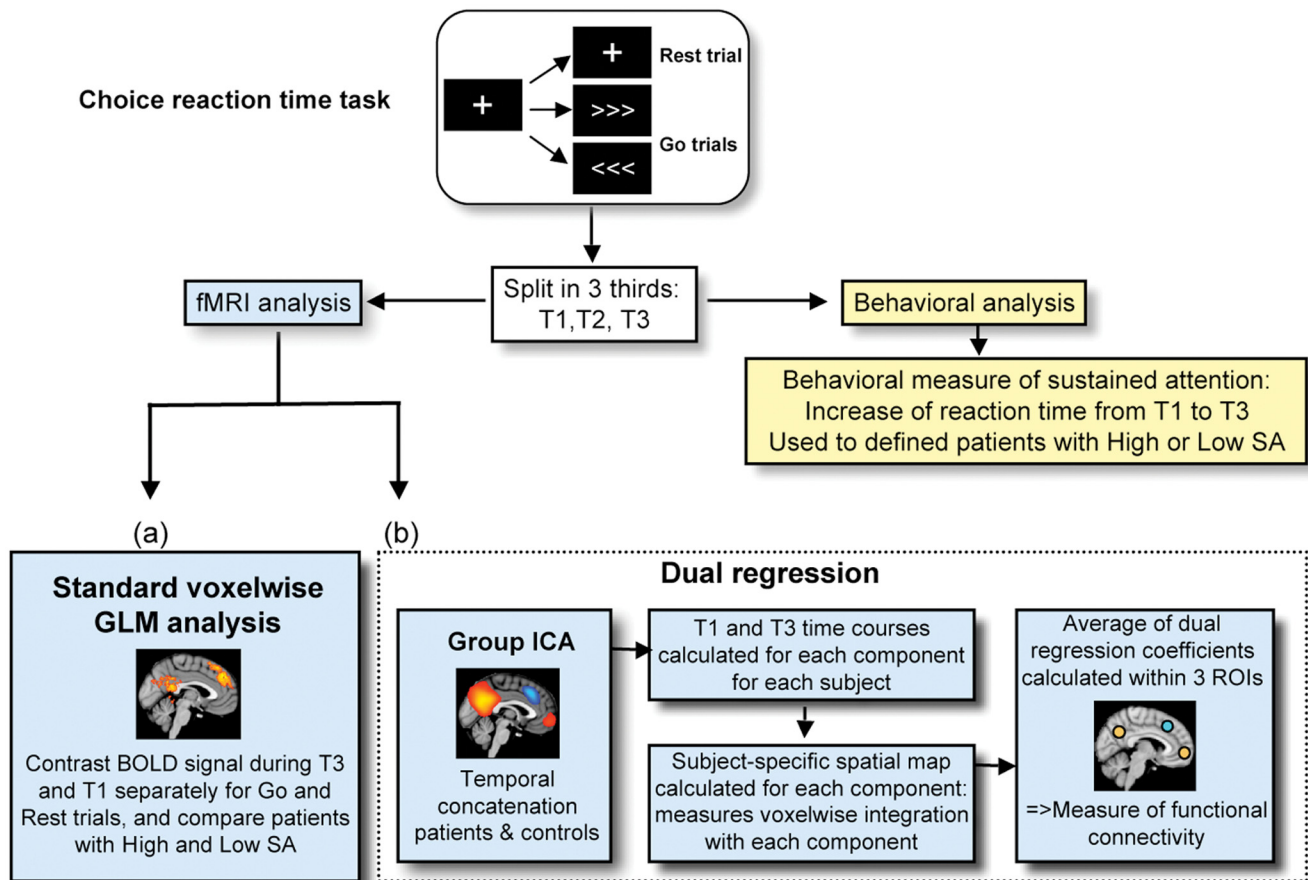 Choice reaction time task
+
+
Rest trial
>>>
Go trials
<<<
fMRI analysis
Split in 3 thirds:
T1,T2, T3
Behavioral analysis
Behavioral measure of sustained attention:
Increase of reaction time from T1 to T3
Used to defined patients with High or Low SA
(a)
Standard voxelwise
GLM analysis
Contrast BOLD signal during T3
and T1 separately for Go and
Rest trials, and compare patients
with High and Low SA
(b)
Dual regression
Group ICA
Temporal
concatenation
patients & controls
T1 and T3 time courses
calculated for each component
for each subject
Subject-specific spatial map
calculated for each component:
measures voxelwise integration
with each component
Average of dual
regression coefficients
calculated within 3 ROIs
=>Measure of functional
connectivity